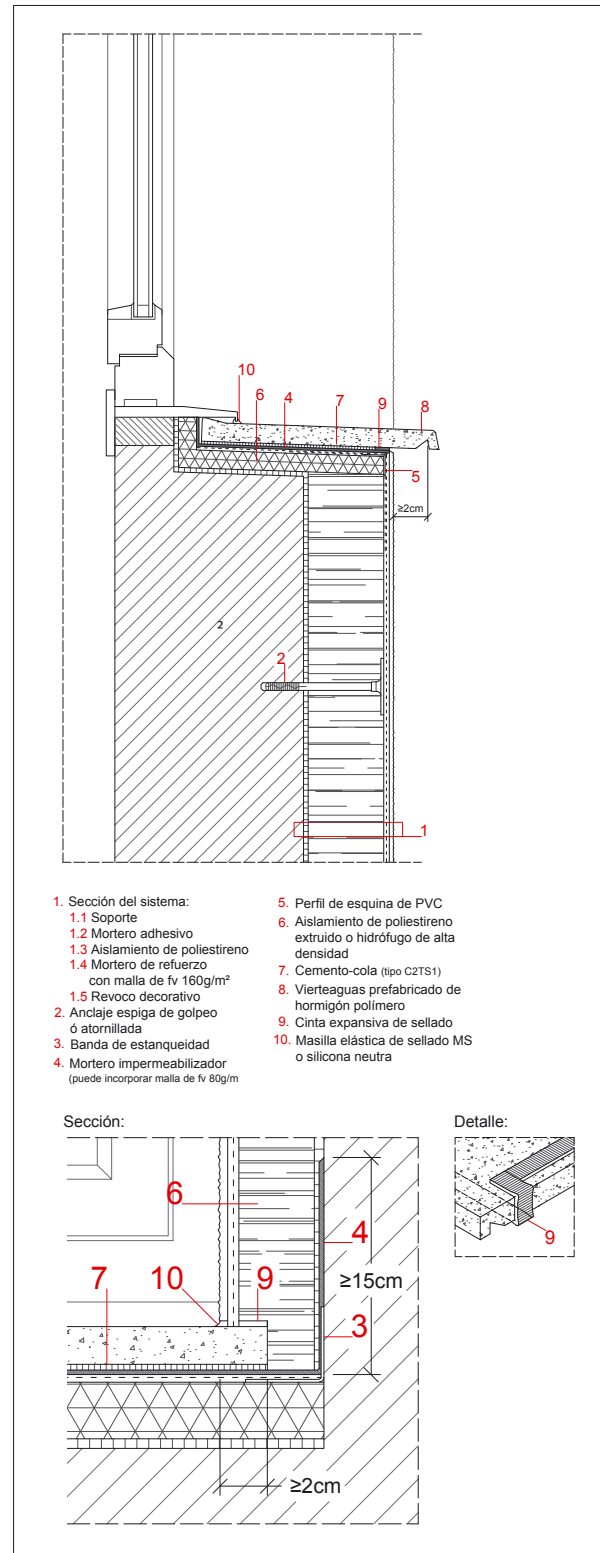 10
6
4
7
9
8
5
≥2cm
2
2
1
1. Sección del sistema:
1.1 Soporte
1.2 Mortero adhesivo
1.3 Aislamiento de poliestireno
1.4 Mortero de refuerzo
con malla de fv 160g/m²
1.5 Revoco decorativo
2. Anclaje espiga de golpeo
ó atornillada
3. Banda de estanqueidad
4. Mortero impermeabilizador
(puede incorporar malla de fv 80g/m
5. Perfil de esquina de PVC
6. Aislamiento de poliestireno
extruido o hidrófugo de alta
densidad
7. Cemento-cola (tipo C2TS1)
8. Vierteaguas prefabricado de
hormigón polímero
9. Cinta expansiva de sellado
10. Masilla elástica de sellado MS
o silicona neutra
Sección:
6
4
≥15cm
7
10
9
3
≥2cm
Detalle:
9